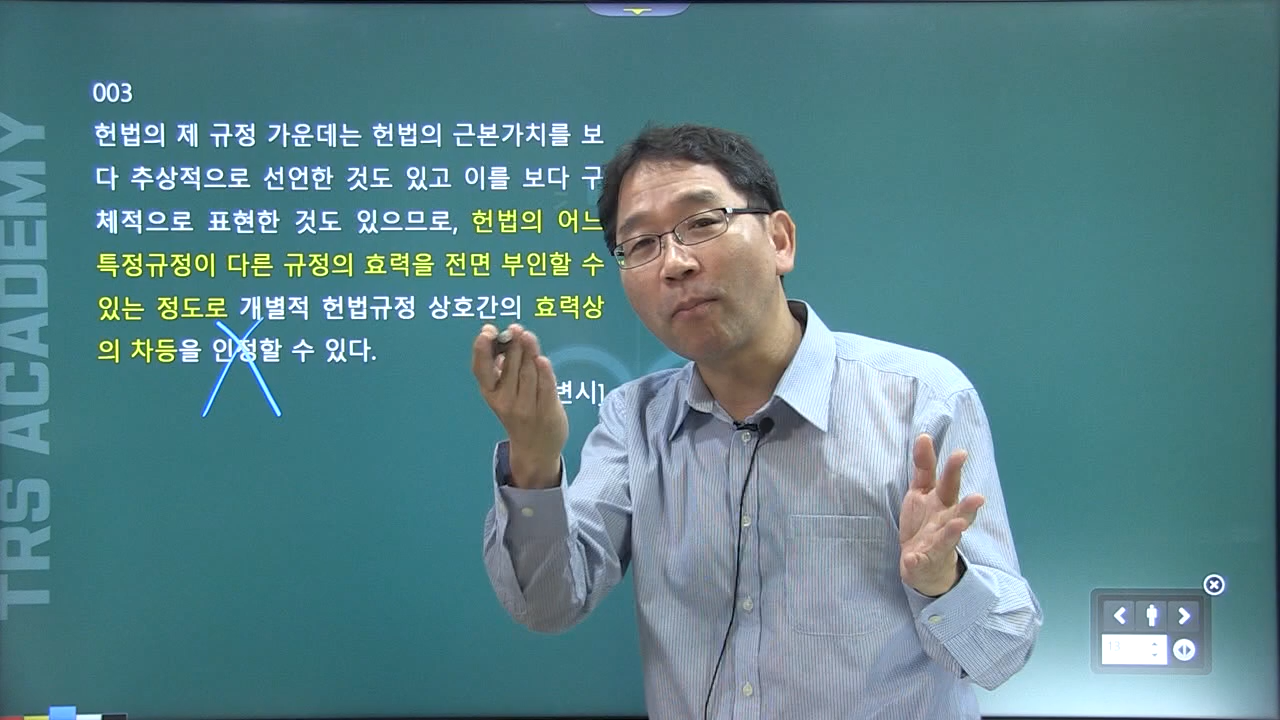 003
헌법의 제 규정 가운데는 헌법의 근본가치를 보
다 추상적으로 선언한 것도 있고 이를 보다 구
체적으로 표현한 것도 있으므로, 헌법의 어느
특정규정이 다른 규정의 효력을 전면 부인할 수
있는 정도로 개별적 헌법규정 상호간의 효력상
의 차등을 인정할 수 있다.
변시]
TRS ACADEMY